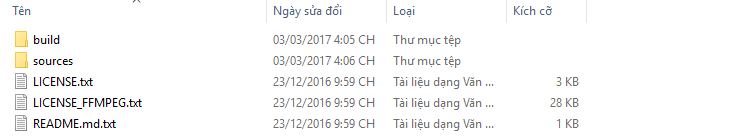 Tên Ngày sửa đổi Loại Kích cỡ
build 03/03/2017 4:05 CH Thư mục tệp
sources 03/03/2017 4:06 CH Thư mục tệp
LICENSE.txt 23/12/2016 9:59 CH Tài liệu dạng Văn ... 3 KB
LICENSE_FFMPEG.txt 23/12/2016 9:59 CH Tài liệu dạng Văn ... 28 KB
README.md.txt 23/12/2016 9:59 CH Tài liệu dạng Văn ... 1 KB